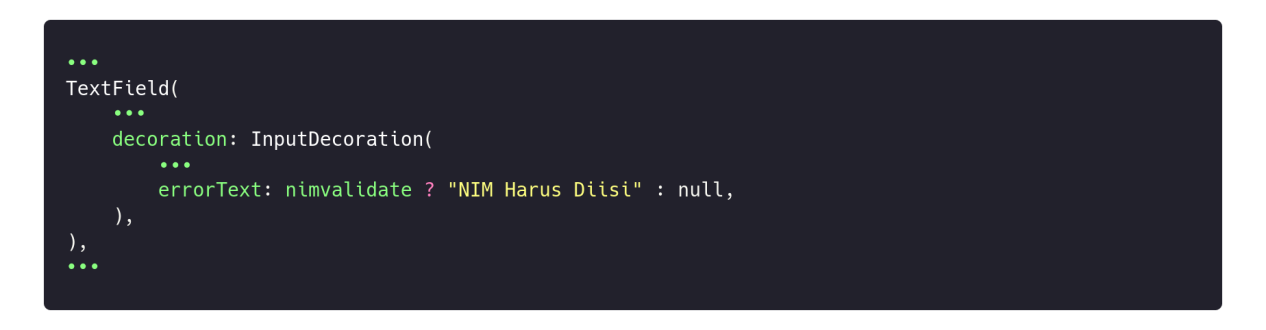 •••
TextField(
    •••
    decoration: InputDecoration(
        •••
        errorText: nimvalidate ? "NIM Harus Diisi" : null,
    ),
),
•••